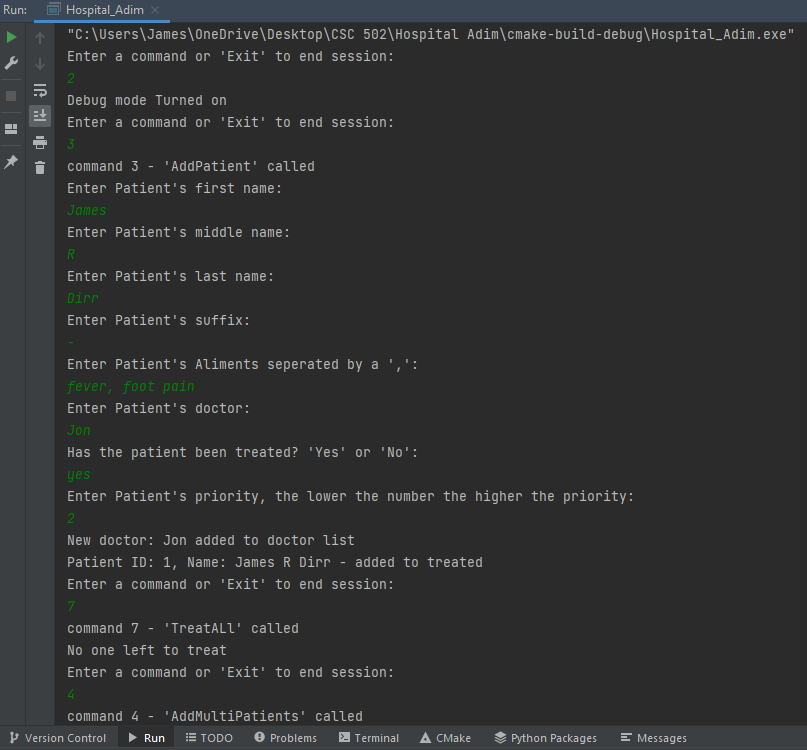 Run: Hospital_Adim
"C:\Users\James\OneDrive\Desktop\CSC 502\Hospital Adim\cmake-build-debug\Hospital_Adim.exe"
Enter a command or 'Exit' to end session:
2
Debug mode Turned on
Enter a command or 'Exit' to end session:
3
command 3 - 'AddPatient' called
Enter Patient's first name:
James
Enter Patient's middle name:
R
Enter Patient's last name:
Dirr
Enter Patient's suffix:
-
Enter Patient's Aliments seperated by a ',':
fever, foot pain
Enter Patient's doctor:
Jon
Has the patient been treated? 'Yes' or 'No':
yes
Enter Patient's priority, the lower the number the higher the priority:
2
New doctor: Jon added to doctor list
Patient ID: 1, Name: James R Dirr - added to treated
Enter a command or 'Exit' to end session:
7
command 7 - 'TreatALl' called
No one left to treat
Enter a command or 'Exit' to end session:
4
command 4 - 'AddMultiPatients' called
Version Control Run TODO Problems Terminal CMake Python Packages Messages